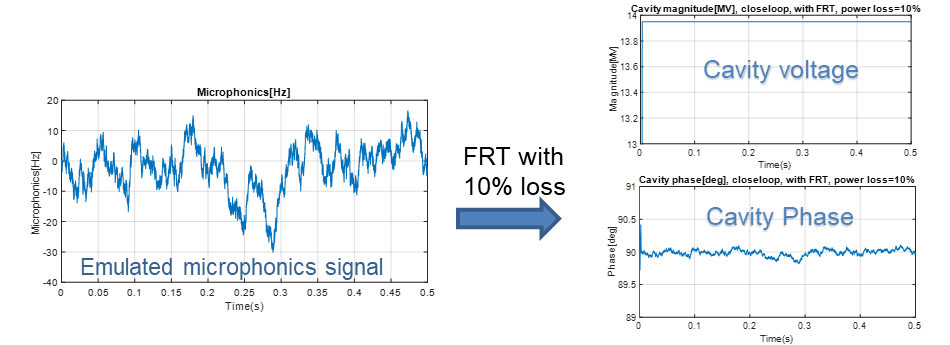 Microphonics[Hz]
20
10
0
-10
-20
-30
-40
Microphonics[Hz]
Emulated microphonics signal
0
0.05
0.1
0.15
0.2
0.25
0.3
0.35
0.4
0.45
0.5
Time(s)
FRT with
10% loss
Cavity magnitude[MV], closeloop, with FRT, power loss=10%
14
13.8
13.6
13.4
13.2
13
Magnitude[MV]
Cavity voltage
0
0.1
0.2
0.3
0.4
0.5
Time(s)
Cavity phase[deg], closeloop, with FRT, power loss=10%
91
90.5
90
89.5
89
Phase[deg]
Cavity Phase
0
0.1
0.2
0.3
0.4
0.5
Time(s)